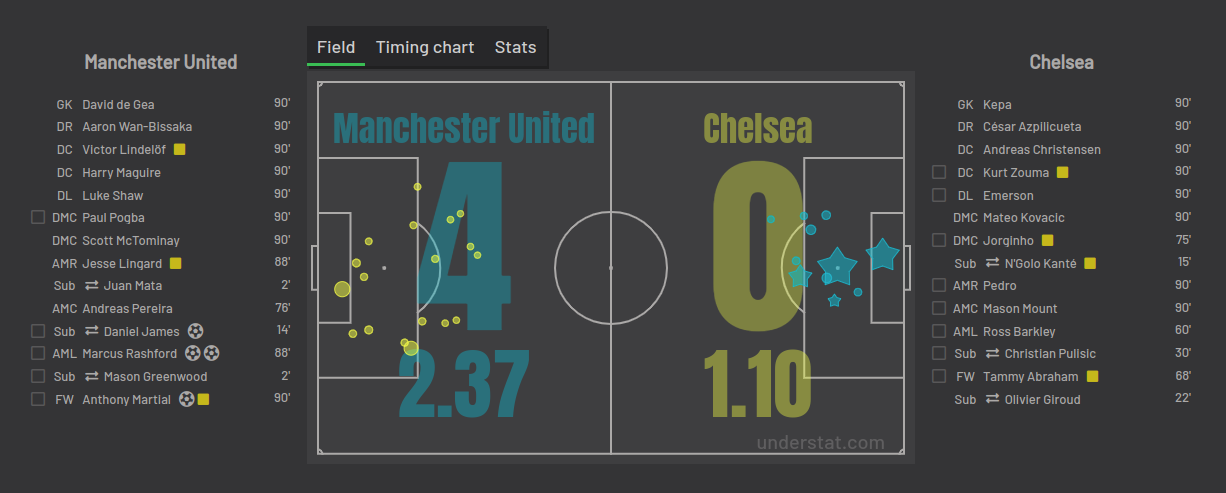 Field Timing chart Stats
Manchester United
GK David de Gea 90'
DR Aaron Wan-Bissaka 90'
DC Victor Lindelöf 90'
DC Harry Maguire 90'
DL Luke Shaw 90'
DMC Paul Pogba 90'
DMC Scott McTominay 90'
AMR Jesse Lingard 88'
Sub Juan Mata 2'
AMC Andreas Pereira 76'
Sub Daniel James 14'
AML Marcus Rashford 88'
Sub Mason Greenwood 2'
FW Anthony Martial 90'
Manchester United
4
2.37
Chelsea
0
1.10
understat.com
Chelsea
GK Kepa 90'
DR César Azpilicueta 90'
DC Andreas Christensen 90'
DC Kurt Zouma 90'
DL Emerson 90'
DMC Mateo Kovacic 90'
DMC Jorginho 75'
Sub N'Golo Kanté 15'
AMR Pedro 90'
AMC Mason Mount 90'
AML Ross Barkley 60'
Sub Christian Pulisic 30'
FW Tammy Abraham 68'
Sub Olivier Giroud 22'